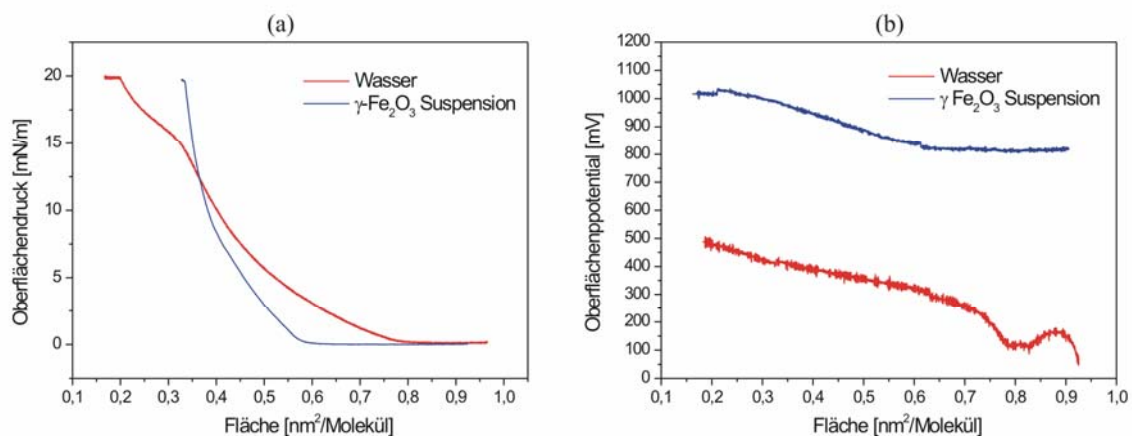 (a)
20
15
10
5
0
Oberflächendruck [mN/m]
Wasser
γ-Fe₂O₃ Suspension
0,1 0,2 0,3 0,4 0,5 0,6 0,7 0,8 0,9 1,0
Fläche [nm²/Molekül]
(b)
1200
1100
1000
900
800
700
600
500
400
300
200
100
0
Oberflächenppotential [mV]
Wasser
γ Fe₂O₃ Suspension
0,1 0,2 0,3 0,4 0,5 0,6 0,7 0,8 0,9 1,0
Fläche [nm²/Molekül]